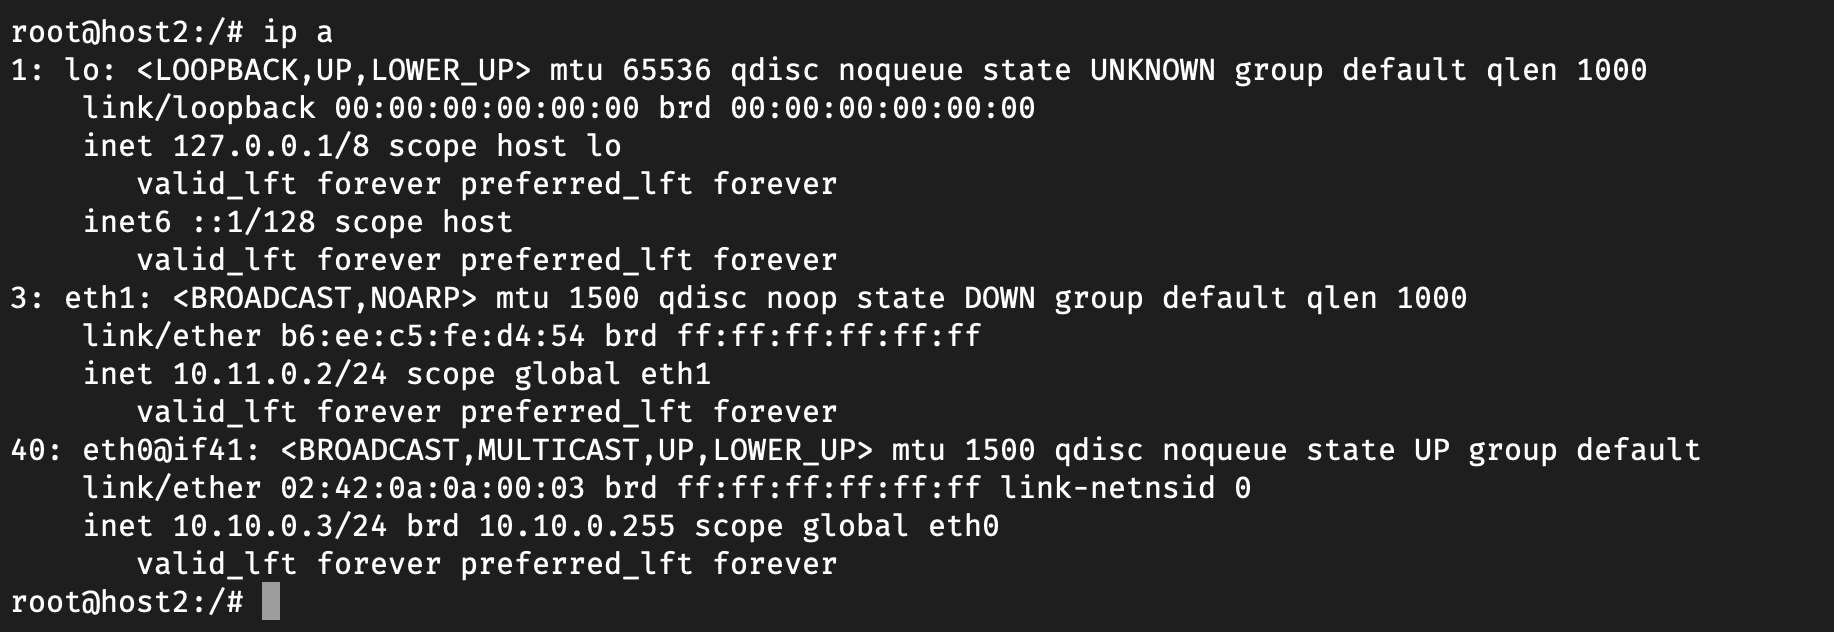 root@host2:/# ip a
1: lo: <LOOPBACK,UP,LOWER_UP> mtu 65536 qdisc noqueue state UNKNOWN group default qlen 1000
    link/loopback 00:00:00:00:00:00 brd 00:00:00:00:00:00
    inet 127.0.0.1/8 scope host lo
       valid_lft forever preferred_lft forever
    inet6 ::1/128 scope host
       valid_lft forever preferred_lft forever
3: eth1: <BROADCAST,NOARP> mtu 1500 qdisc noop state DOWN group default qlen 1000
    link/ether b6:ee:c5:fe:d4:54 brd ff:ff:ff:ff:ff:ff
    inet 10.11.0.2/24 scope global eth1
       valid_lft forever preferred_lft forever
40: eth0@if41: <BROADCAST,MULTICAST,UP,LOWER_UP> mtu 1500 qdisc noqueue state UP group default
    link/ether 02:42:0a:0a:00:03 brd ff:ff:ff:ff:ff:ff link-netnsid 0
    inet 10.10.0.3/24 brd 10.10.0.255 scope global eth0
       valid_lft forever preferred_lft forever
root@host2:/#